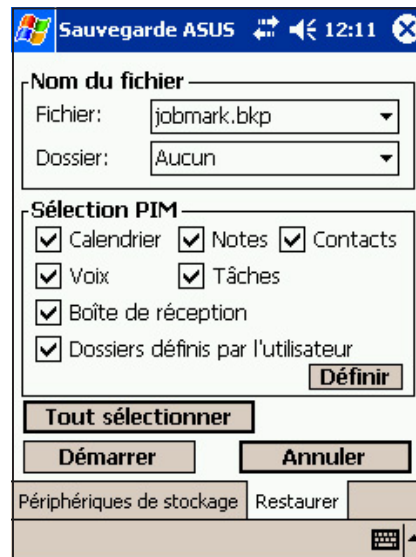 Sauvegarde ASUS 12:11
Nom du fichier
Fichier: jobmark.bkp
Dossier: Aucun
Sélection PIM
Calendrier Notes Contacts
Voix Tâches
Boîte de réception
Dossiers définis par l'utilisateur
Définir
Tout sélectionner
Démarrer Annuler
Périphériques de stockage Restaurer